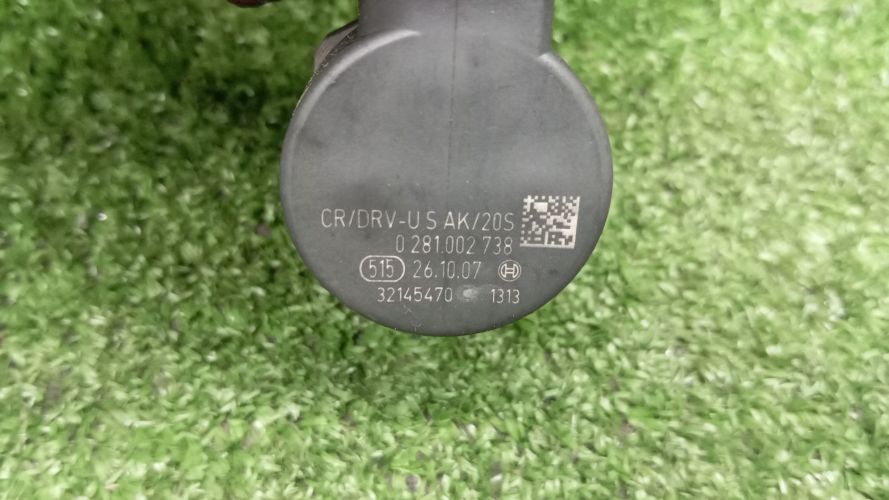 CR/DRV-U S AK/20S
0 281 002 738
515 26.10.07
32145470 1313